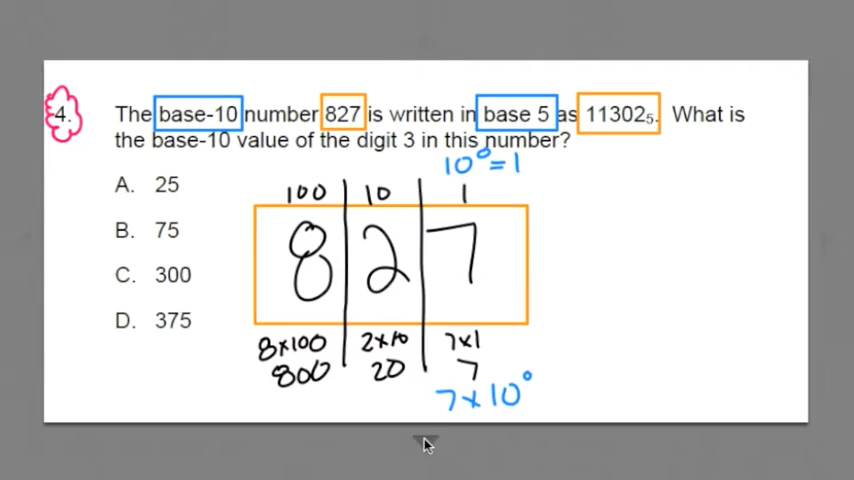 4. The base-10 number 827 is written in base 5 as 11302₅. What is
the base-10 value of the digit 3 in this number?
10⁰=1
A. 25
100 10 1
B. 75
8 2 7
C. 300
D. 375
8×100 2×10 7×1
800 20 7
7×10⁰